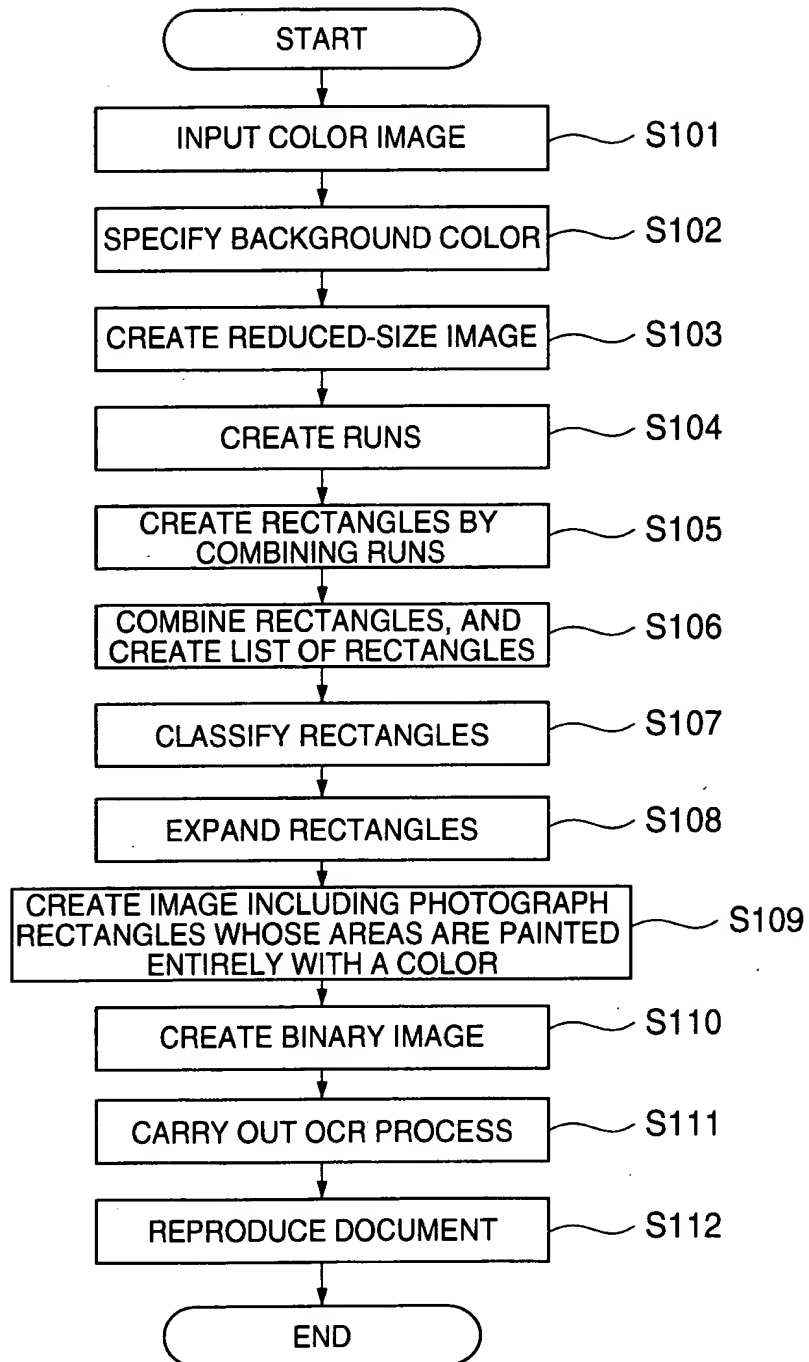 START
INPUT COLOR IMAGE
S101
SPECIFY BACKGROUND COLOR
S102
CREATE REDUCED-SIZE IMAGE
S103
CREATE RUNS
S104
CREATE RECTANGLES BY
COMBINING RUNS
S105
COMBINE RECTANGLES, AND
CREATE LIST OF RECTANGLES
S106
CLASSIFY RECTANGLES
S107
EXPAND RECTANGLES
S108
CREATE IMAGE INCLUDING PHOTOGRAPH
RECTANGLES WHOSE AREAS ARE PAINTED
ENTIRELY WITH A COLOR
S109
CREATE BINARY IMAGE
S110
CARRY OUT OCR PROCESS
S111
REPRODUCE DOCUMENT
S112
END